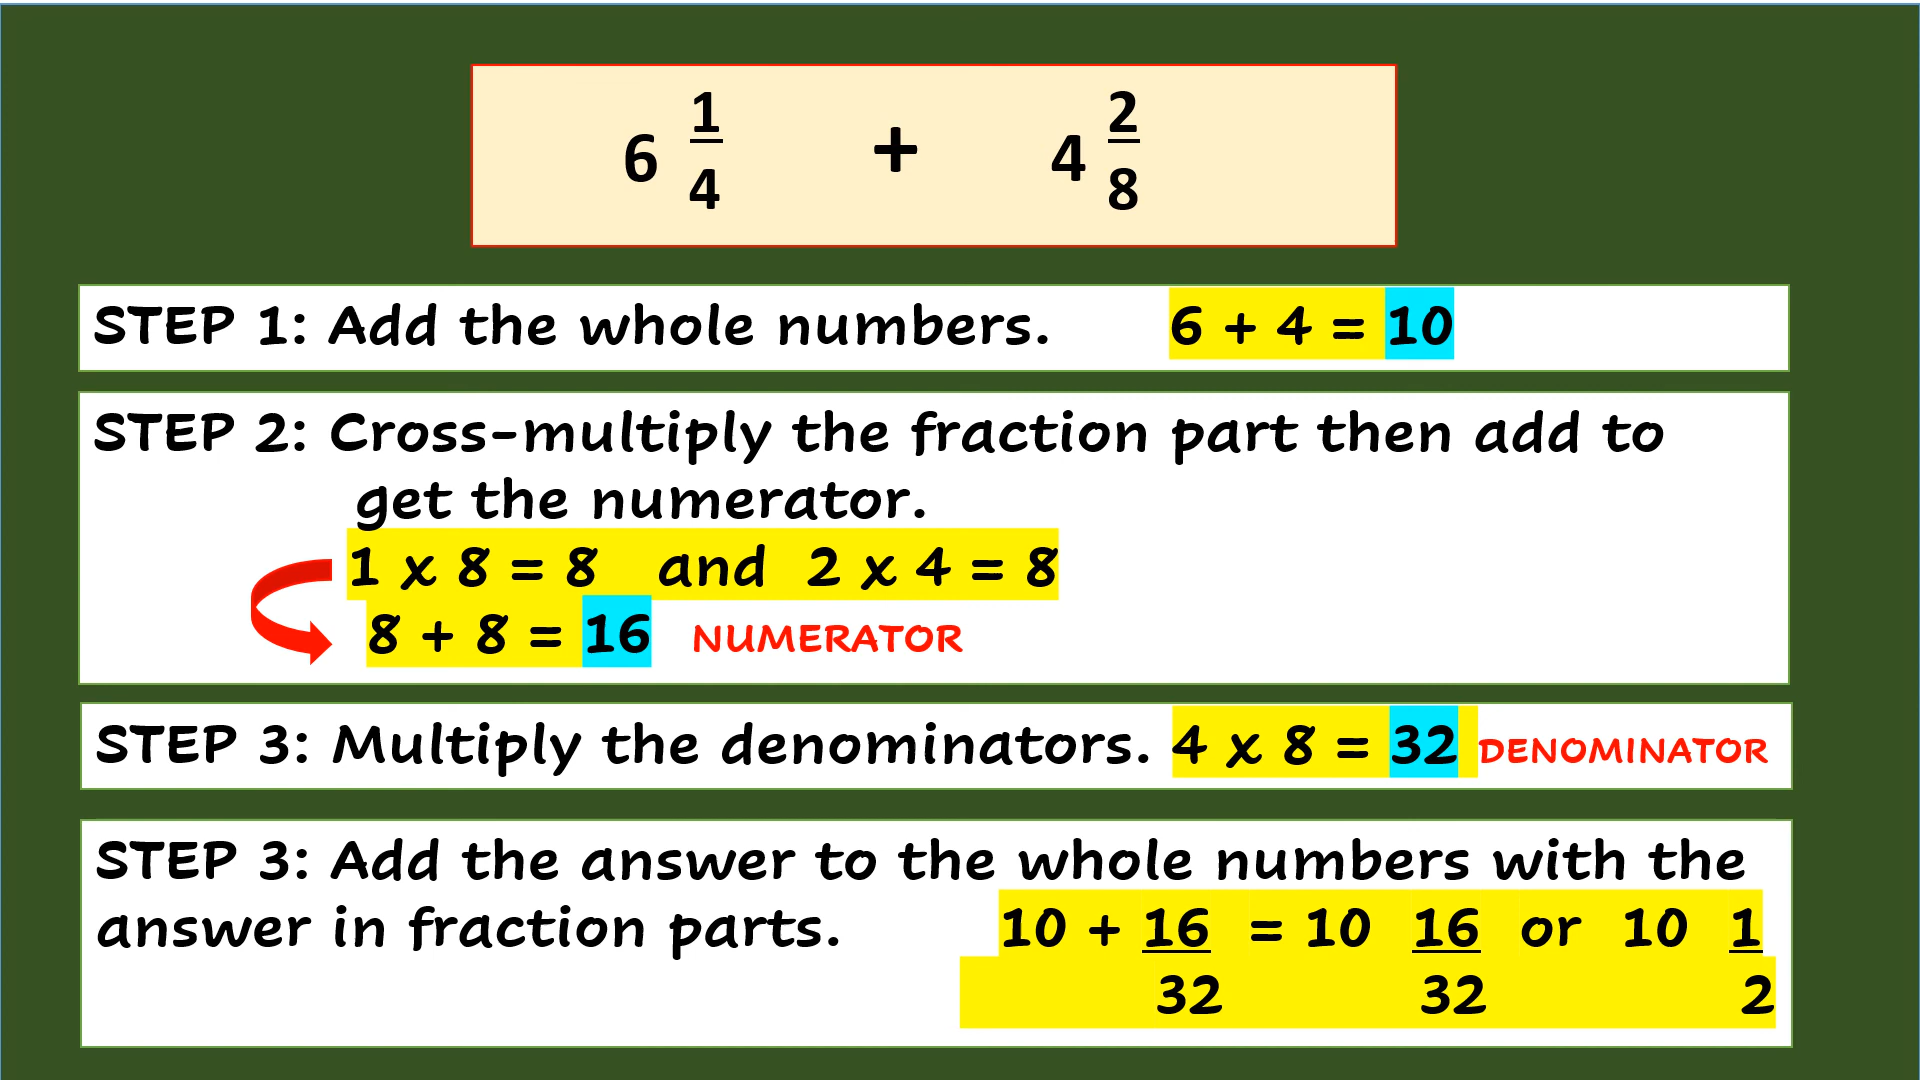 6 1/4 + 4 2/8
STEP 1: Add the whole numbers. 6 + 4 = 10
STEP 2: Cross-multiply the fraction part then add to
get the numerator.
1 x 8 = 8 and 2 x 4 = 8
8 + 8 = 16 NUMERATOR
STEP 3: Multiply the denominators. 4 x 8 = 32 DENOMINATOR
STEP 3: Add the answer to the whole numbers with the
answer in fraction parts. 10 + 16/32 = 10 16/32 or 10 1/2